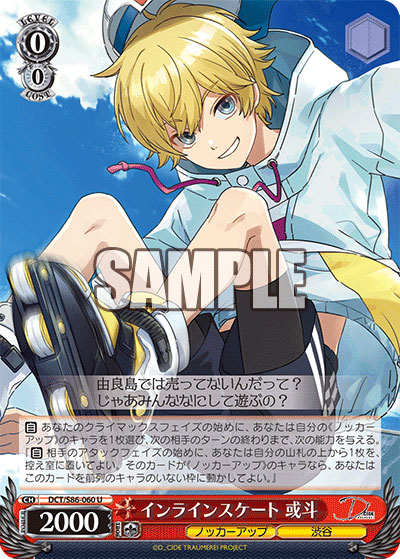 LEVEL
0
0
COST
SAMPLE
由良島では売ってないんだって？
じゃあみんななにして遊ぶの？
自 あなたのクライマックスフェイズの始めに、あなたは自分の《ノッカー
アップ》のキャラを1枚選び、次の相手のターンの終わりまで、次の能力を与える。
『自 相手のアタックフェイズの始めに、あなたは自分の山札の上から1枚を、
控え室に置いてよい。そのカードが《ノッカーアップ》のキャラなら、あなたは
このカードを前列のキャラのいない枠に動かしてよい。』
CH DCT/S86-060 U
2000
インラインスケート 或斗
ノッカーアップ 渋谷
©D_CIDE TRAUMEREI PROJECT